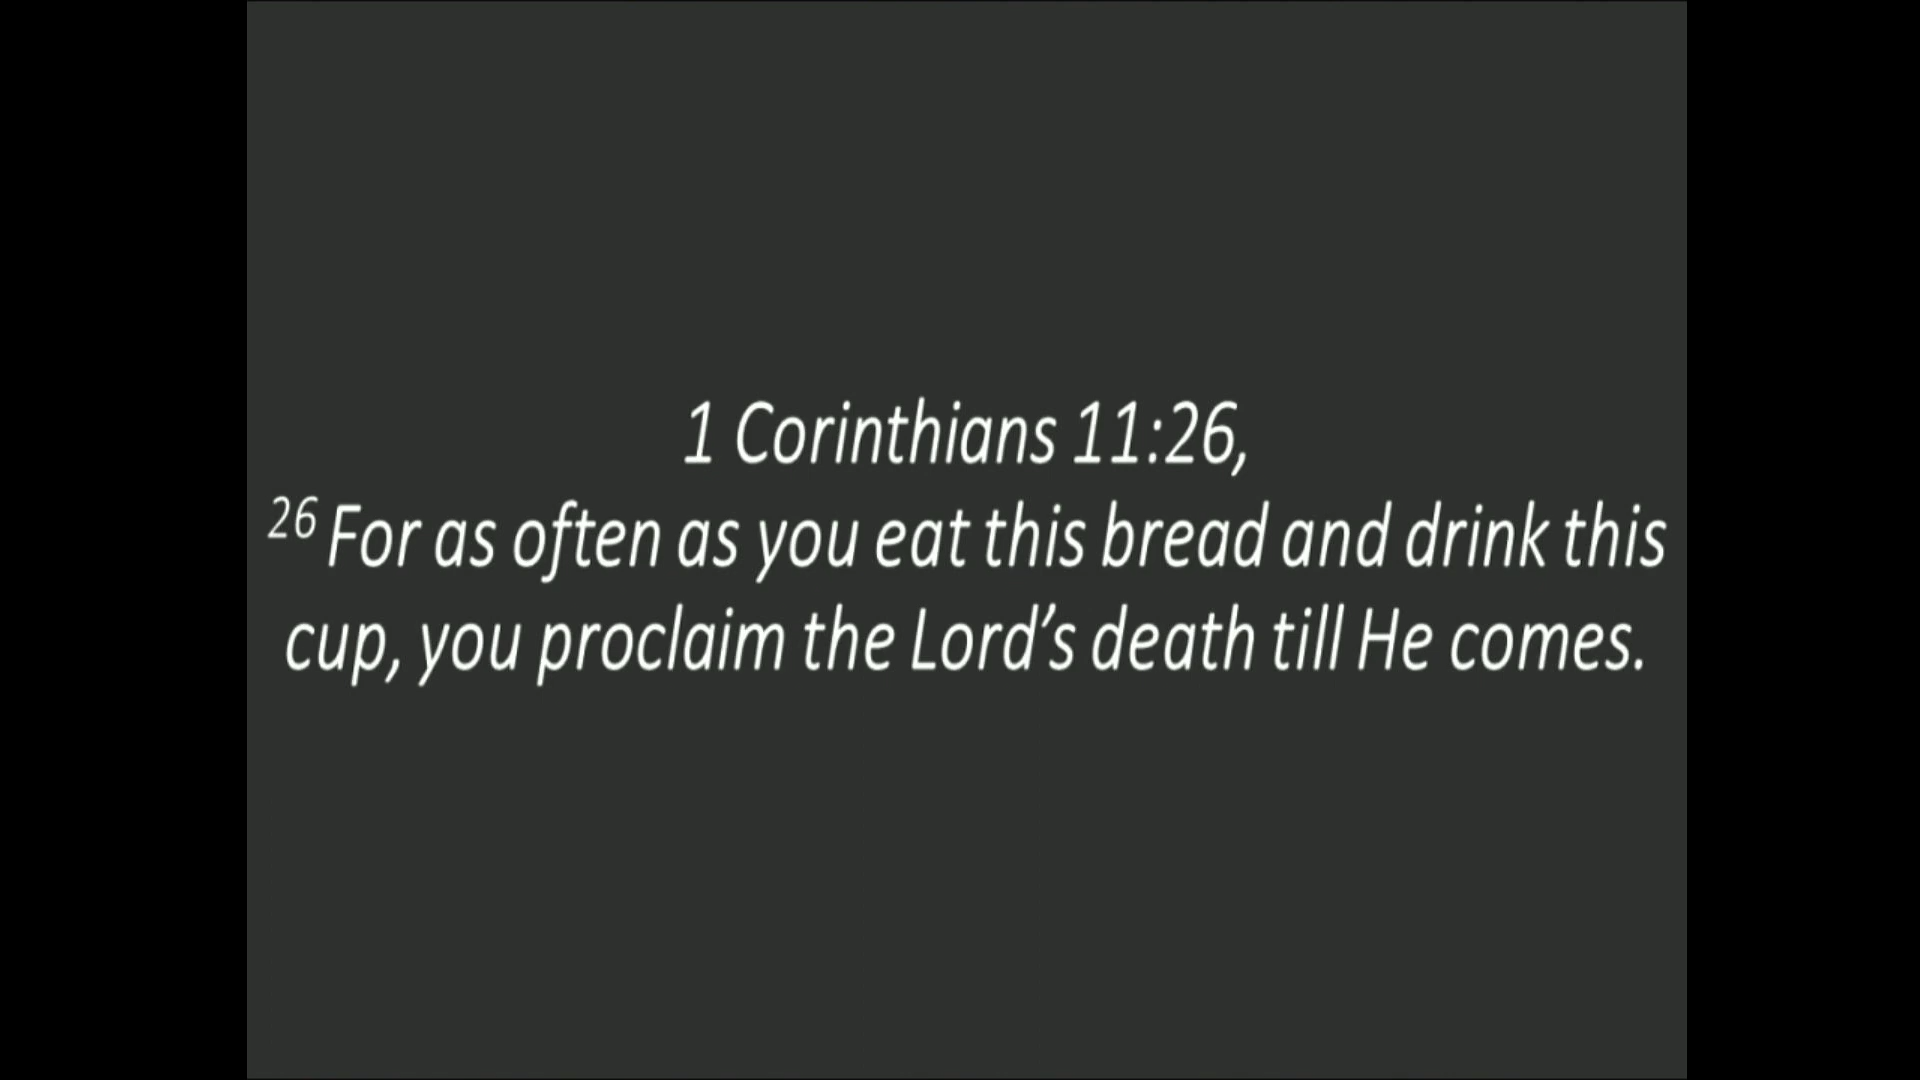 1 Corinthians 11:26,
26 For as often as you eat this bread and drink this
cup, you proclaim the Lord’s death till He comes.